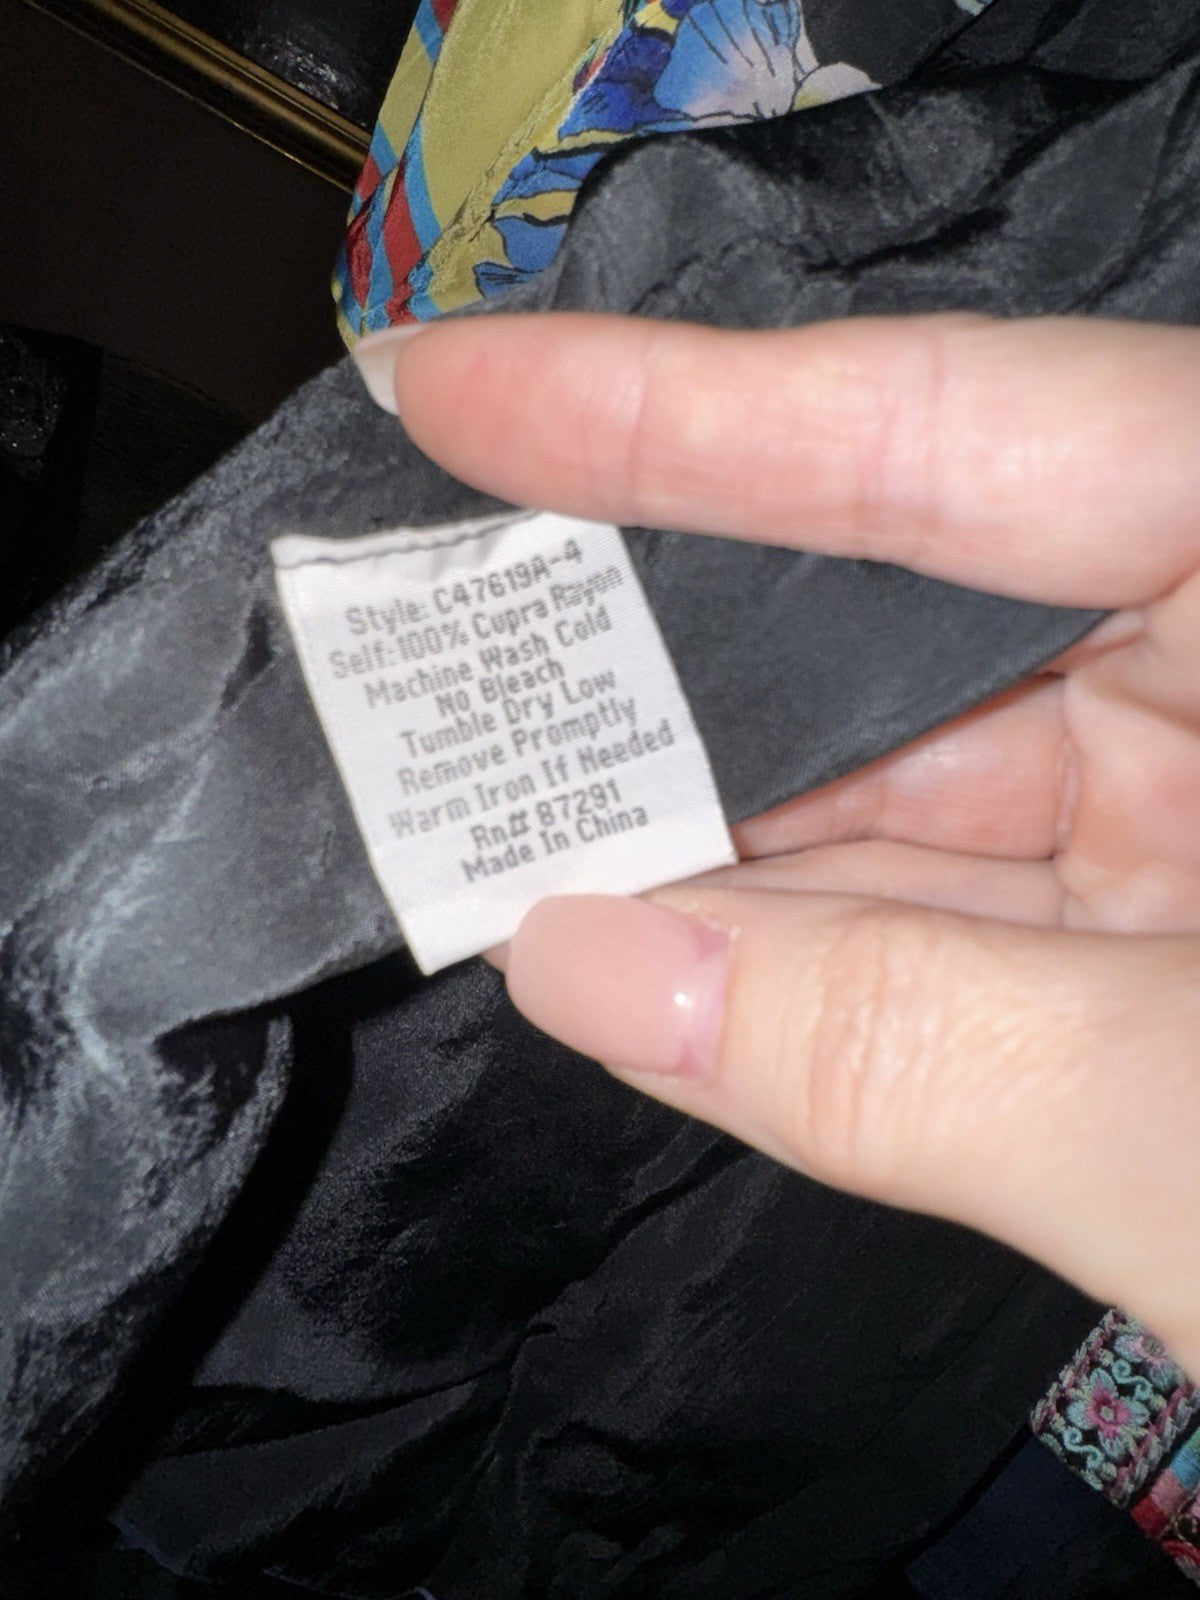 Style: C47619A-4
Self:100% Cupra Rayon
Machine Wash Cold
No Bleach
Tumble Dry Low
Remove Promptly
Warm Iron If Needed
Rn# 87291
Made In China